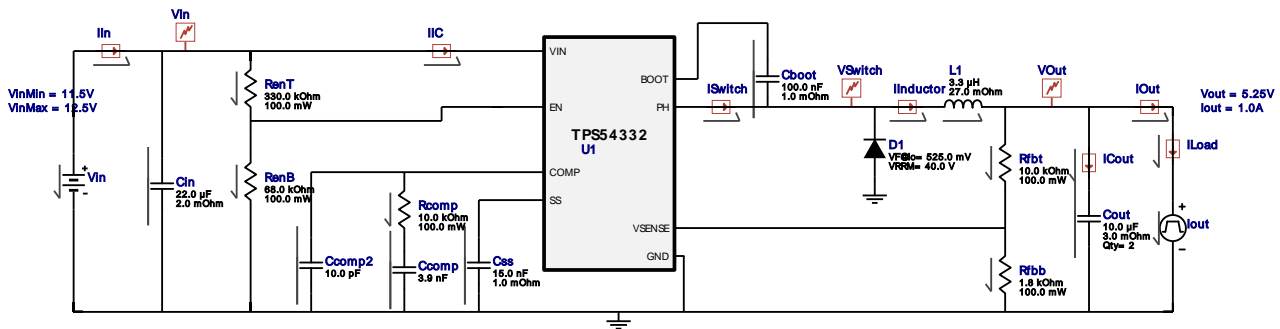 VIn
IIn
IIC
VinMin = 11.5V
VinMax = 12.5V
+
Vin
-
CIn
22.0 µF
2.0 mOhm
RenT
330.0 kOhm
100.0 mW
RenB
68.0 kOhm
100.0 mW
Ccomp2
10.0 pF
Rcomp
10.0 kOhm
100.0 mW
Ccomp
3.9 nF
Css
15.0 nF
1.0 mOhm
VIN
EN
COMP
SS
TPS54332
U1
BOOT
PH
VSENSE
GND
Cboot
100.0 nF
1.0 mOhm
ISwitch
VSwitch
IInductor
L1
3.3 µH
27.0 mOhm
D1
= 525.0 mV
VRRM= 40.0 V
VOut
IOut
Vout = 5.25V
Iout = 1.0A
Rfbt
10.0 kOhm
100.0 mW
Rfbb
1.8 kOhm
100.0 mW
ICout
Cout
10.0 µF
3.0 mOhm
Qty= 2
ILoad
+
Iout
-